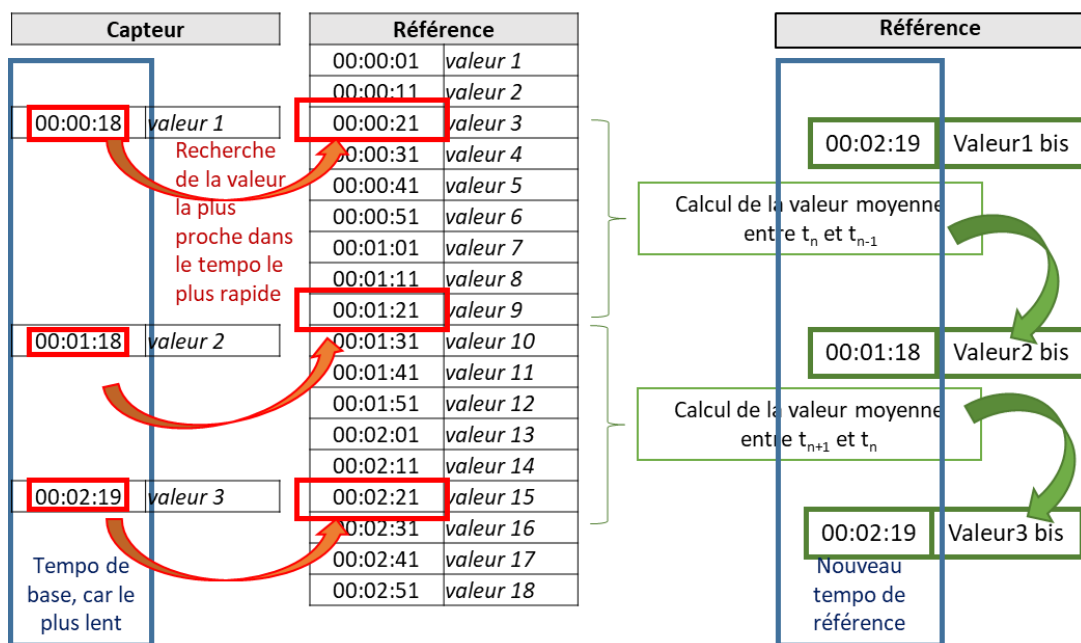 Capteur
00:00:18 valeur 1
Recherche
de la valeur
la plus
proche dans
le tempo le
plus rapide
00:01:18 valeur 2
00:02:19 valeur 3
Tempo de
base, car le
plus lent
Référence
00:00:01 valeur 1
00:00:11 valeur 2
00:00:21 valeur 3
00:00:31 valeur 4
00:00:41 valeur 5
00:00:51 valeur 6
00:01:01 valeur 7
00:01:11 valeur 8
00:01:21 valeur 9
00:01:31 valeur 10
00:01:41 valeur 11
00:01:51 valeur 12
00:02:01 valeur 13
00:02:11 valeur 14
00:02:21 valeur 15
00:02:31 valeur 16
00:02:41 valeur 17
00:02:51 valeur 18
Calcul de la valeur moyenne
entre tn et tn-1
Calcul de la valeur moyenne
entre tn+1 et tn
Référence
00:02:19 Valeur1 bis
00:01:18 Valeur2 bis
00:02:19 Valeur3 bis
Nouveau
tempo de
référence